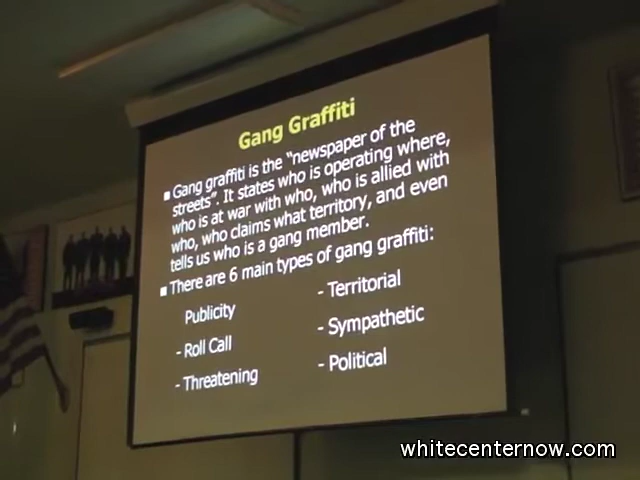 Gang Graffiti
▪ Gang graffiti is the “newspaper of the
streets”. It states who is operating where,
who is at war with who, who is allied with
who, who claims what territory, and even
tells us who is a gang member.
▪ There are 6 main types of gang graffiti:
Publicity
- Roll Call
- Threatening
- Territorial
- Sympathetic
- Political
whitecenternow.com